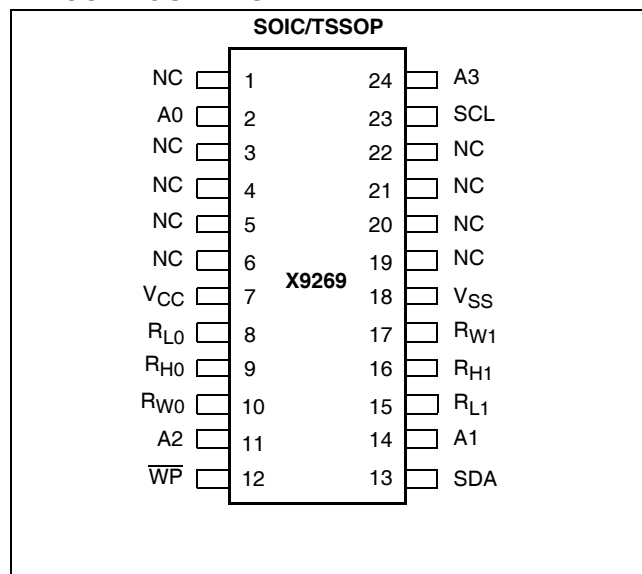 SOIC/TSSOP
NC 1 24 A3
A0 2 23 SCL
NC 3 22 NC
NC 4 21 NC
NC 5 20 NC
NC 6 19 NC
X9269
VCC 7 18 VSS
RL0 8 17 RW1
RH0 9 16 RH1
RW0 10 15 RL1
A2 11 14 A1
W̅P̅ 12 13 SDA